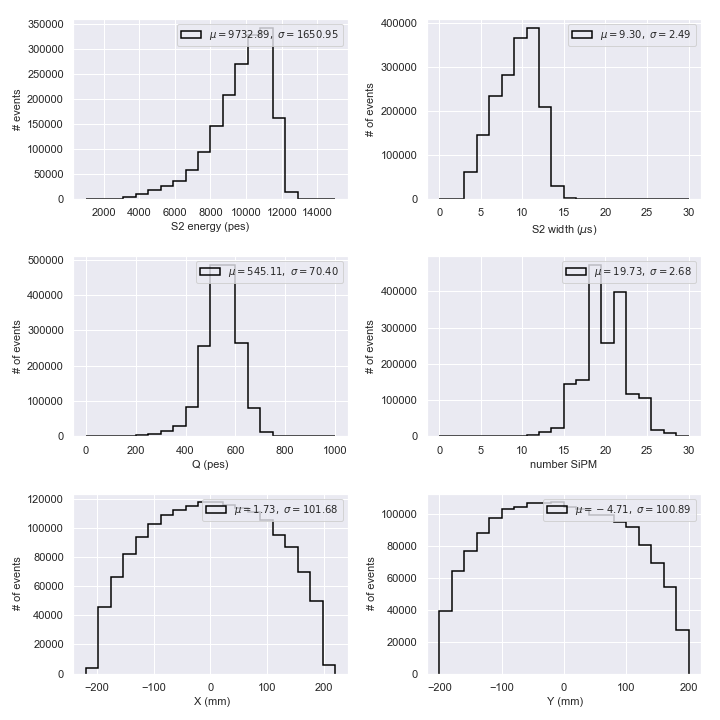 μ = 9732.89, σ = 1650.95
# events
350000
300000
250000
200000
150000
100000
50000
0
2000 4000 6000 8000 10000 12000 14000
S2 energy (pes)
μ = 9.30, σ = 2.49
# of events
400000
300000
200000
100000
0
0 5 10 15 20 25 30
S2 width (μs)
μ = 545.11, σ = 70.40
# of events
500000
400000
300000
200000
100000
0
0 200 400 600 800 1000
Q (pes)
μ = 19.73, σ = 2.68
# of events
400000
300000
200000
100000
0
0 5 10 15 20 25 30
number SiPM
μ = 1.73, σ = 101.68
# of events
120000
100000
80000
60000
40000
20000
0
−200 −100 0 100 200
X (mm)
μ = −4.71, σ = 100.89
# of events
100000
80000
60000
40000
20000
0
−200 −100 0 100 200
Y (mm)